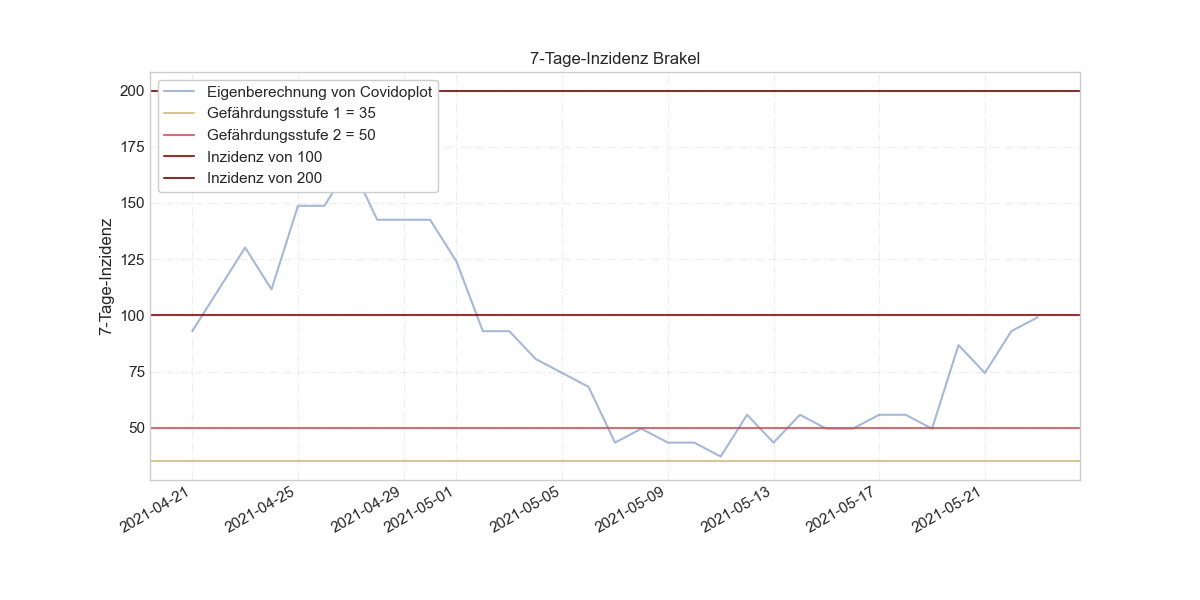 7-Tage-Inzidenz Brakel
200
175
150
125
100
75
50
7-Tage-Inzidenz
Eigenberechnung von Covidoplot
Gefährdungsstufe 1 = 35
Gefährdungsstufe 2 = 50
Inzidenz von 100
Inzidenz von 200
2021-04-21
2021-04-25
2021-04-29
2021-05-01
2021-05-05
2021-05-09
2021-05-13
2021-05-17
2021-05-21